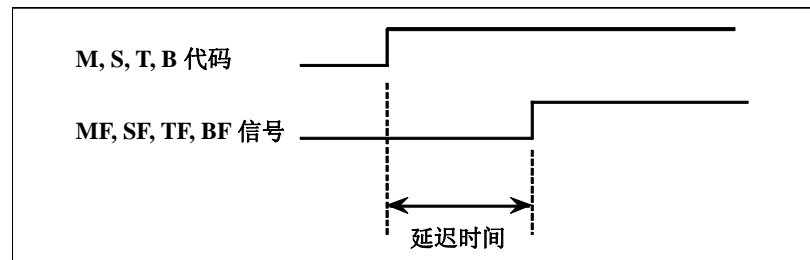 M, S, T, B 代码
MF, SF, TF, BF 信号
延迟时间